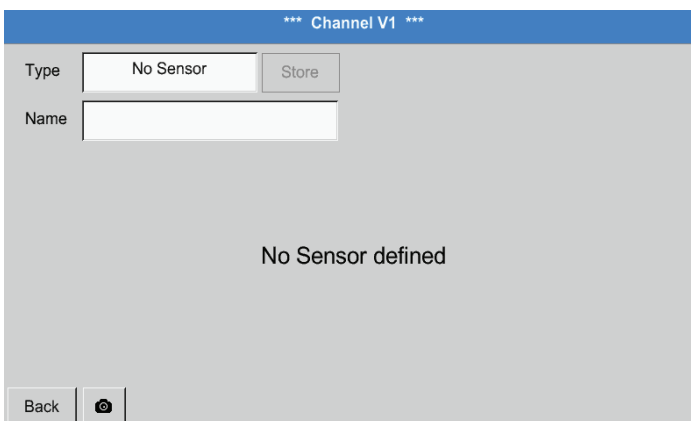 *** Channel V1 ***
Type No Sensor Store
Name
No Sensor defined
Back